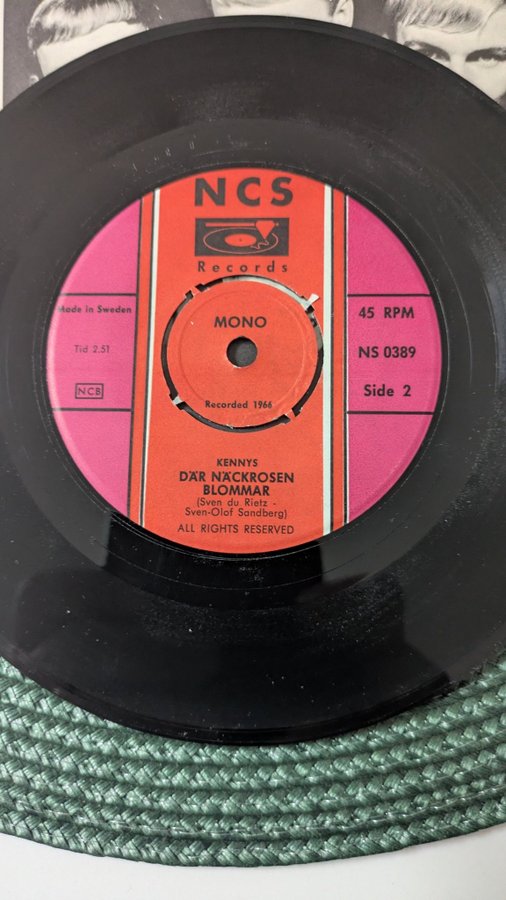 NCS
Records
Made in Sweden
Tid 2.51
NCB
MONO
Recorded 1966
45 RPM
NS 0389
Side 2
KENNYS
DÄR NÄCKROSEN
BLOMMAR
(Sven du Rietz -
Sven-Olof Sandberg)
ALL RIGHTS RESERVED